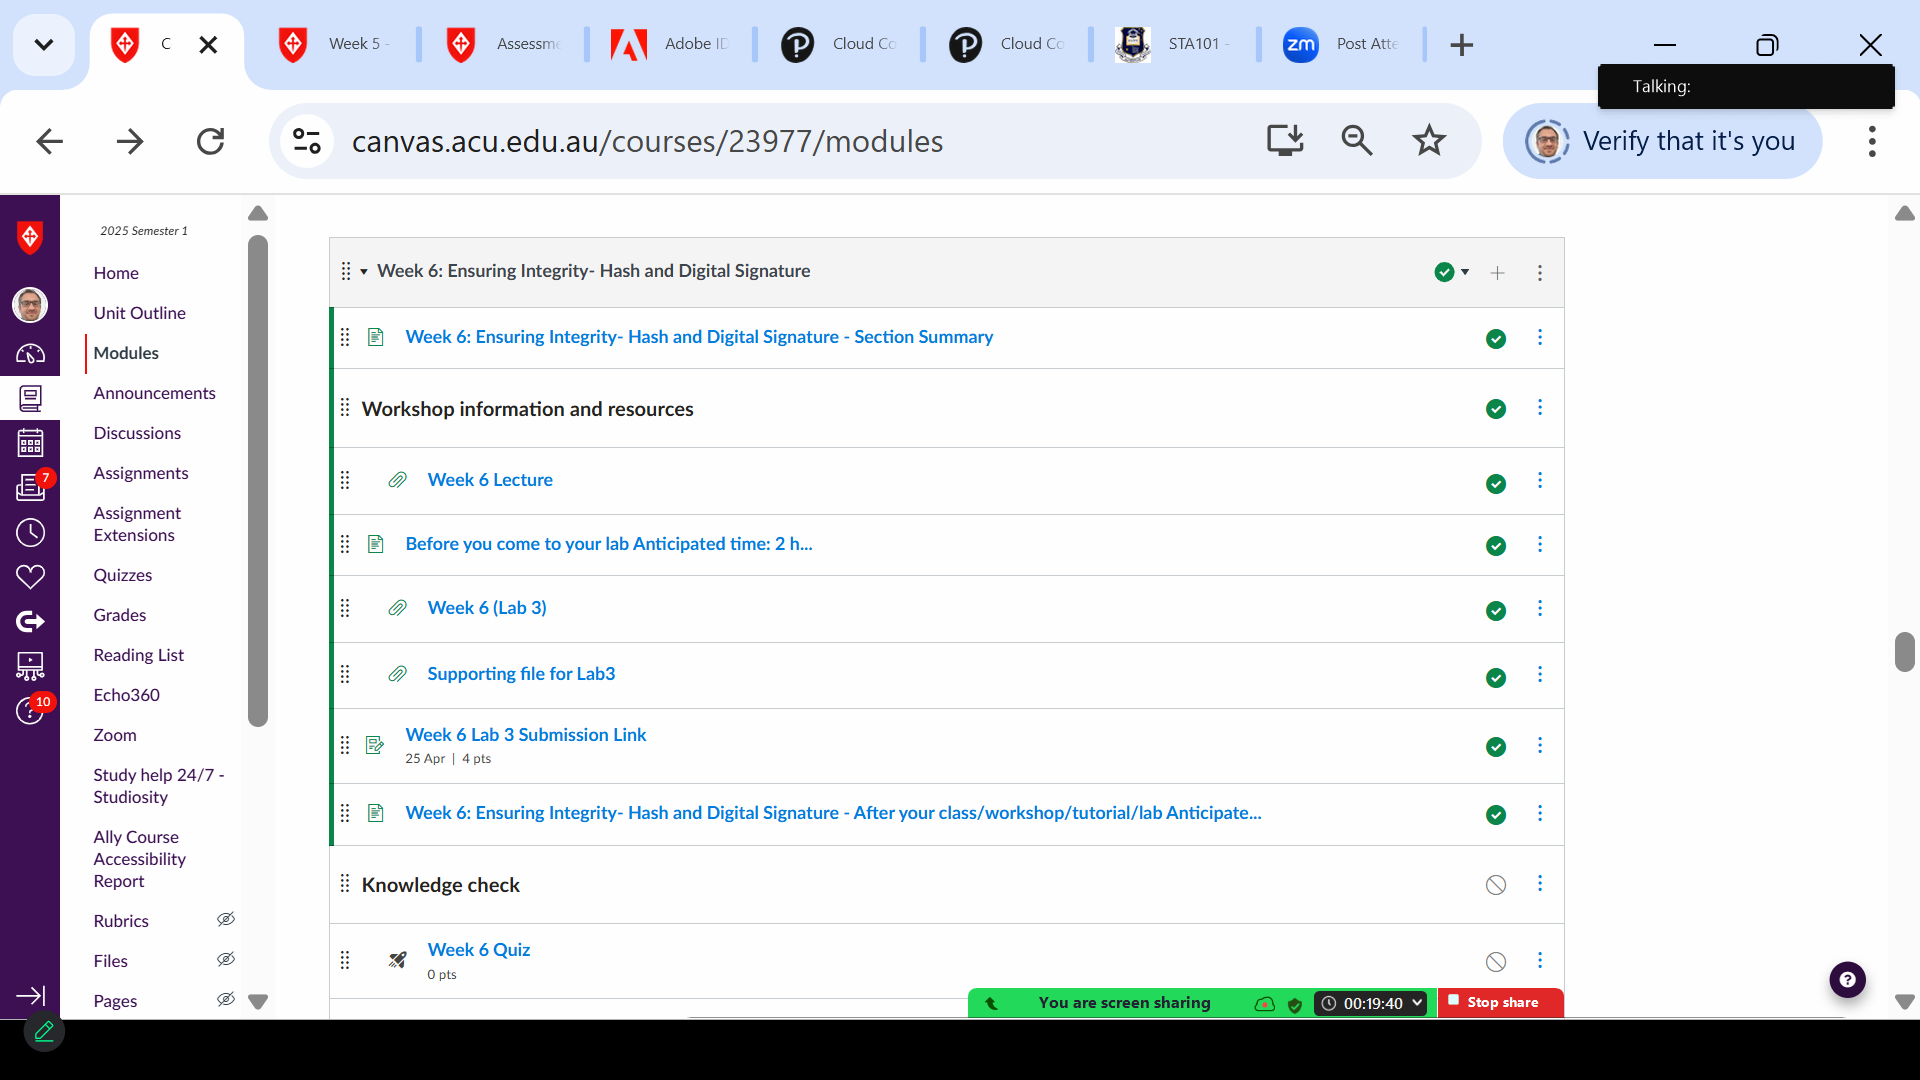 C
Week 5 -
Assessme
Adobe ID
Cloud Co
Cloud Co
STA101 -
zm
Post Atte
Talking:
canvas.acu.edu.au/courses/23977/modules
Verify that it's you
2025 Semester 1
Home
Unit Outline
Modules
Announcements
Discussions
Assignments
Assignment
Extensions
Quizzes
Grades
Reading List
Echo360
Zoom
Study help 24/7 -
Studiosity
Ally Course
Accessibility
Report
Rubrics
Files
Pages
7
10
Week 6: Ensuring Integrity- Hash and Digital Signature
Week 6: Ensuring Integrity- Hash and Digital Signature - Section Summary
Workshop information and resources
Week 6 Lecture
Before you come to your lab Anticipated time: 2 h...
Week 6 (Lab 3)
Supporting file for Lab3
Week 6 Lab 3 Submission Link
25 Apr | 4 pts
Week 6: Ensuring Integrity- Hash and Digital Signature - After your class/workshop/tutorial/lab Anticipate...
Knowledge check
Week 6 Quiz
0 pts
You are screen sharing
00:19:40
Stop share